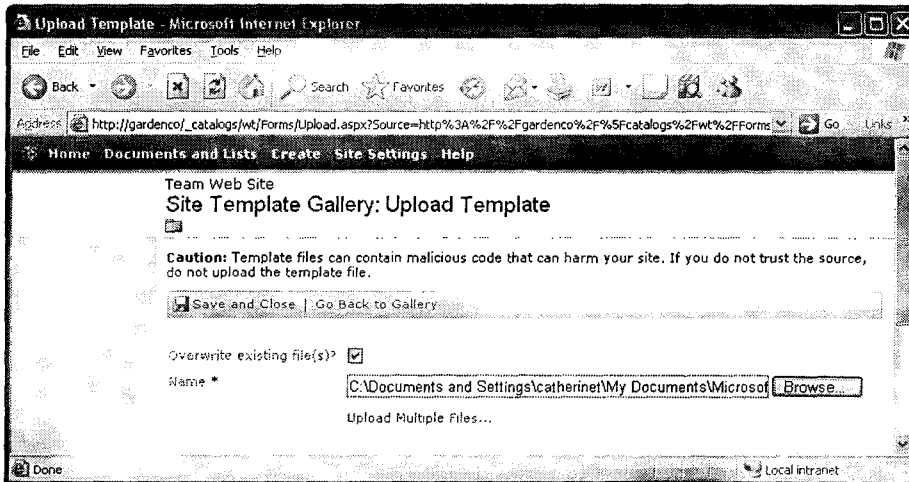 Upload Template - Microsoft Internet Explorer
File Edit View Favorites Tools Help
Back Search Favorites
Address http://gardenco/_catalogs/wt/Forms/Upload.aspx?Source=http%3A%2F%2Fgardenco%2F%5Fcatalogs%2Fwt%2FForms Go Links »
Home Documents and Lists Create Site Settings Help
Team Web Site
Site Template Gallery: Upload Template
Caution: Template files can contain malicious code that can harm your site. If you do not trust the source,
do not upload the template file.
Save and Close | Go Back to Gallery
Overwrite existing file(s)?
Name *
C:\Documents and Settings\catherinet\My Documents\Microsof Browse...
Upload Multiple Files...
Done Local intranet